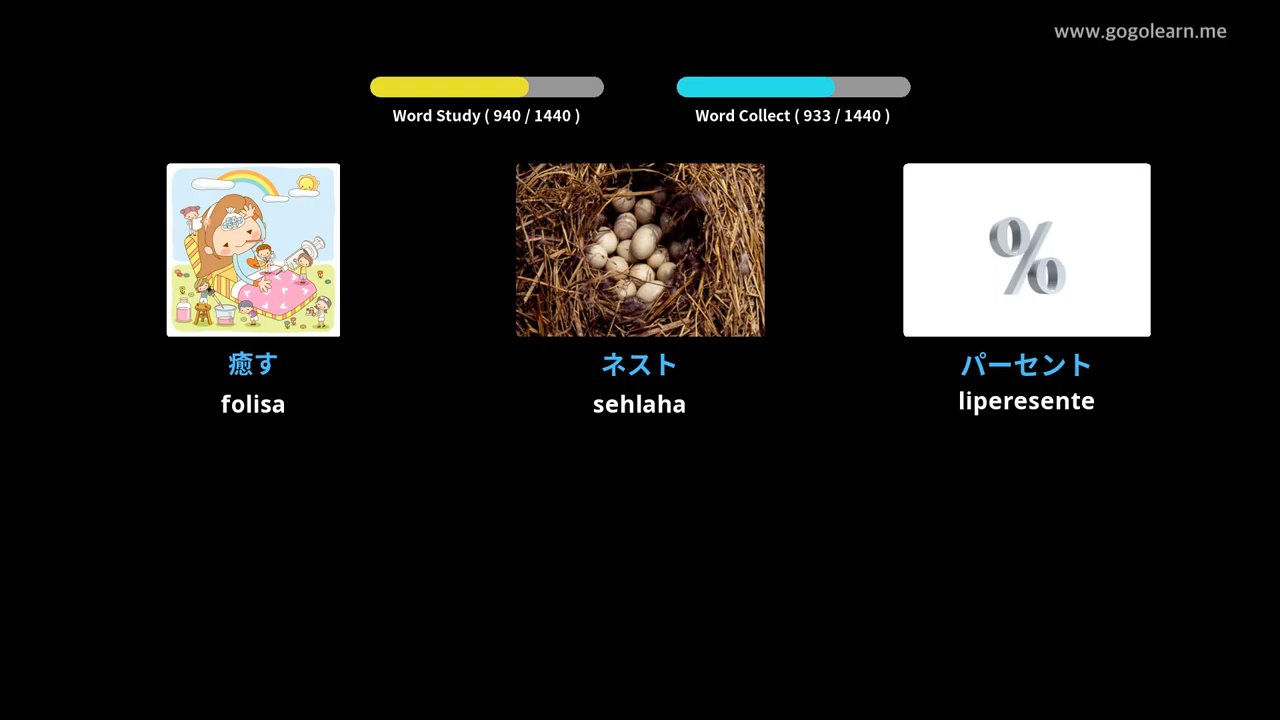 www.gogolearn.me
Word Study ( 940 / 1440 )
Word Collect ( 933 / 1440 )
癒す
ネスト
パーセント
folisa
sehlaha
liperesente
%